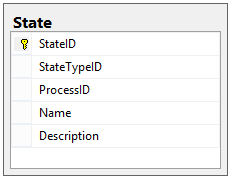 State
StateID
StateTypeID
ProcessID
Name
Description